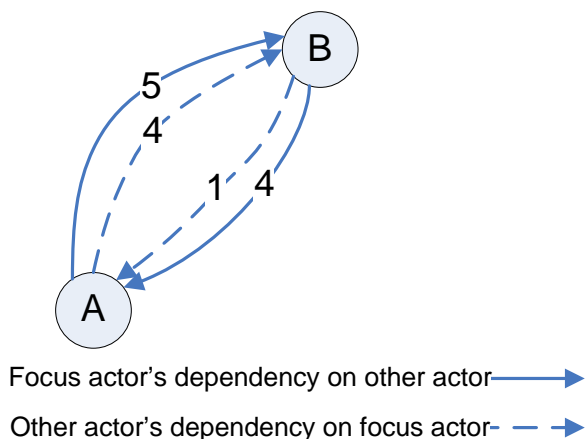 B
5
4
1
4
A
Focus actor's dependency on other actor
Other actor's dependency on focus actor